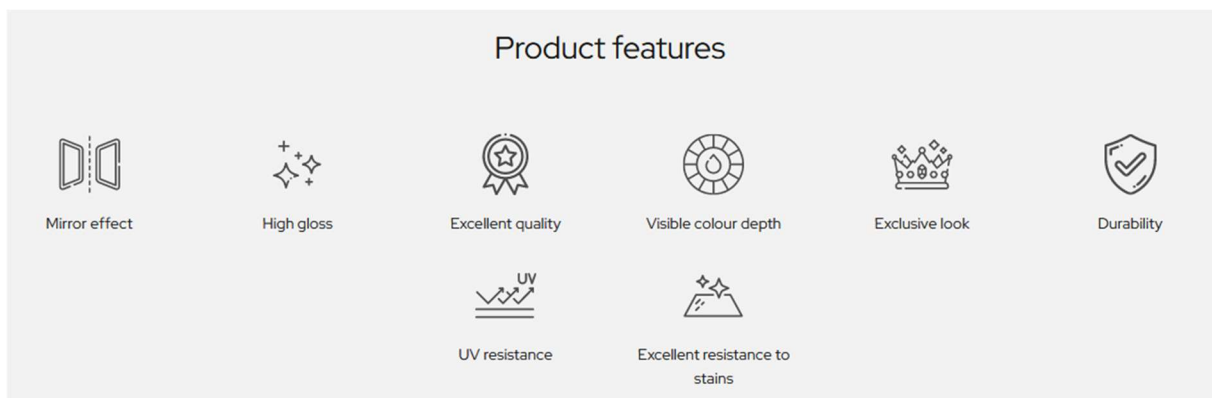 Product features
Mirror effect
High gloss
Excellent quality
Visible colour depth
Exclusive look
Durability
UV
UV resistance
Excellent resistance to
stains